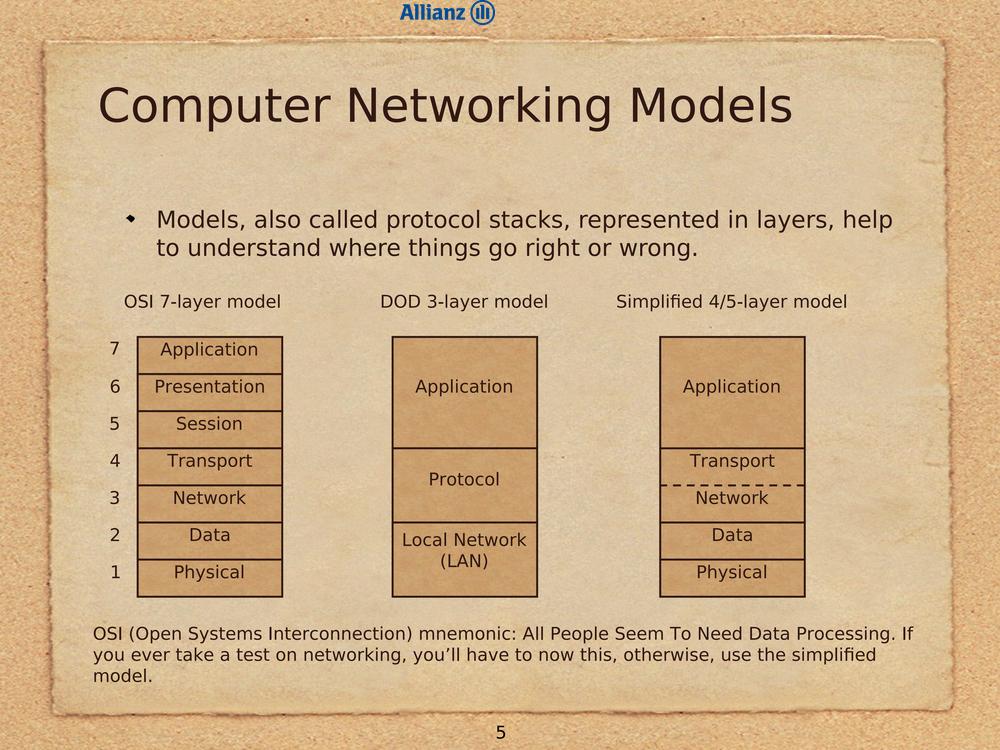 Allianz
Computer Networking Models
Models, also called protocol stacks, represented in layers, help
to understand where things go right or wrong.
OSI 7-layer model
DOD 3-layer model
Simplified 4/5-layer model
7 Application
6 Presentation
5 Session
4 Transport
3 Network
2 Data
1 Physical
Application
Protocol
Local Network
(LAN)
Application
Transport
Network
Data
Physical
OSI (Open Systems Interconnection) mnemonic: All People Seem To Need Data Processing. If
you ever take a test on networking, you’ll have to now this, otherwise, use the simplified
model.
5